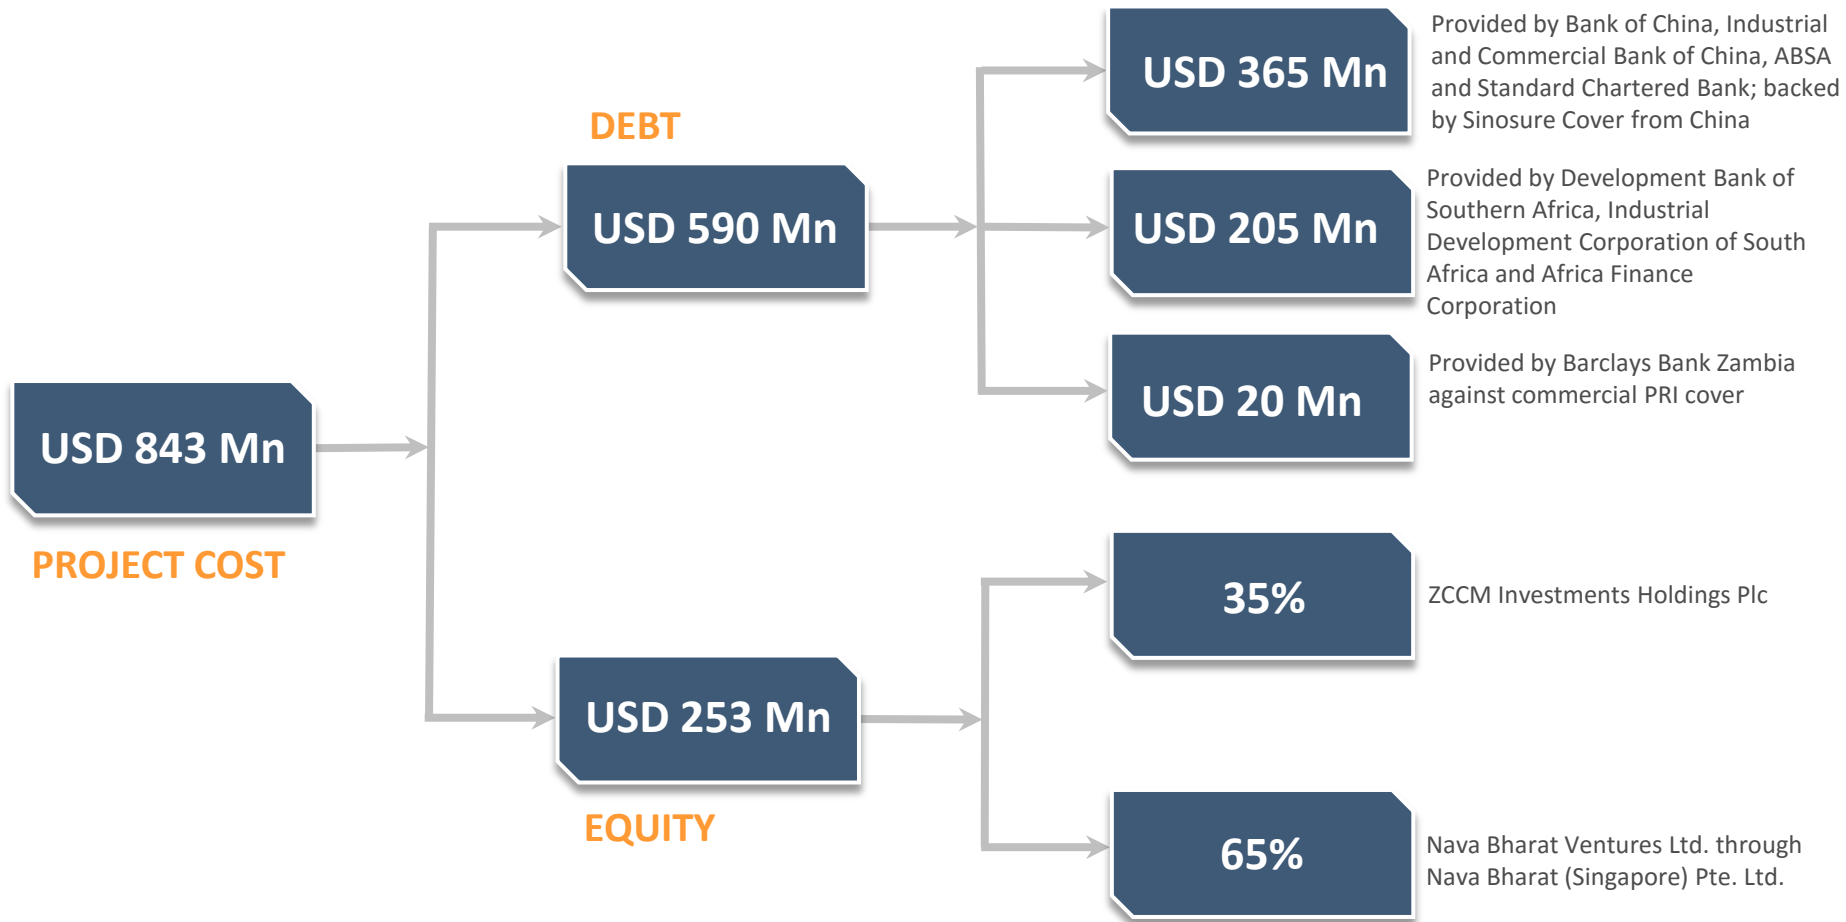 USD 843 Mn
PROJECT COST
DEBT
USD 590 Mn
USD 365 Mn
Provided by Bank of China, Industrial
and Commercial Bank of China, ABSA
and Standard Chartered Bank; backed
by Sinosure Cover from China
USD 205 Mn
Provided by Development Bank of
Southern Africa, Industrial
Development Corporation of South
Africa and Africa Finance
Corporation
USD 20 Mn
Provided by Barclays Bank Zambia
against commercial PRI cover
USD 253 Mn
EQUITY
35%
ZCCM Investments Holdings Plc
65%
Nava Bharat Ventures Ltd. through
Nava Bharat (Singapore) Pte. Ltd.